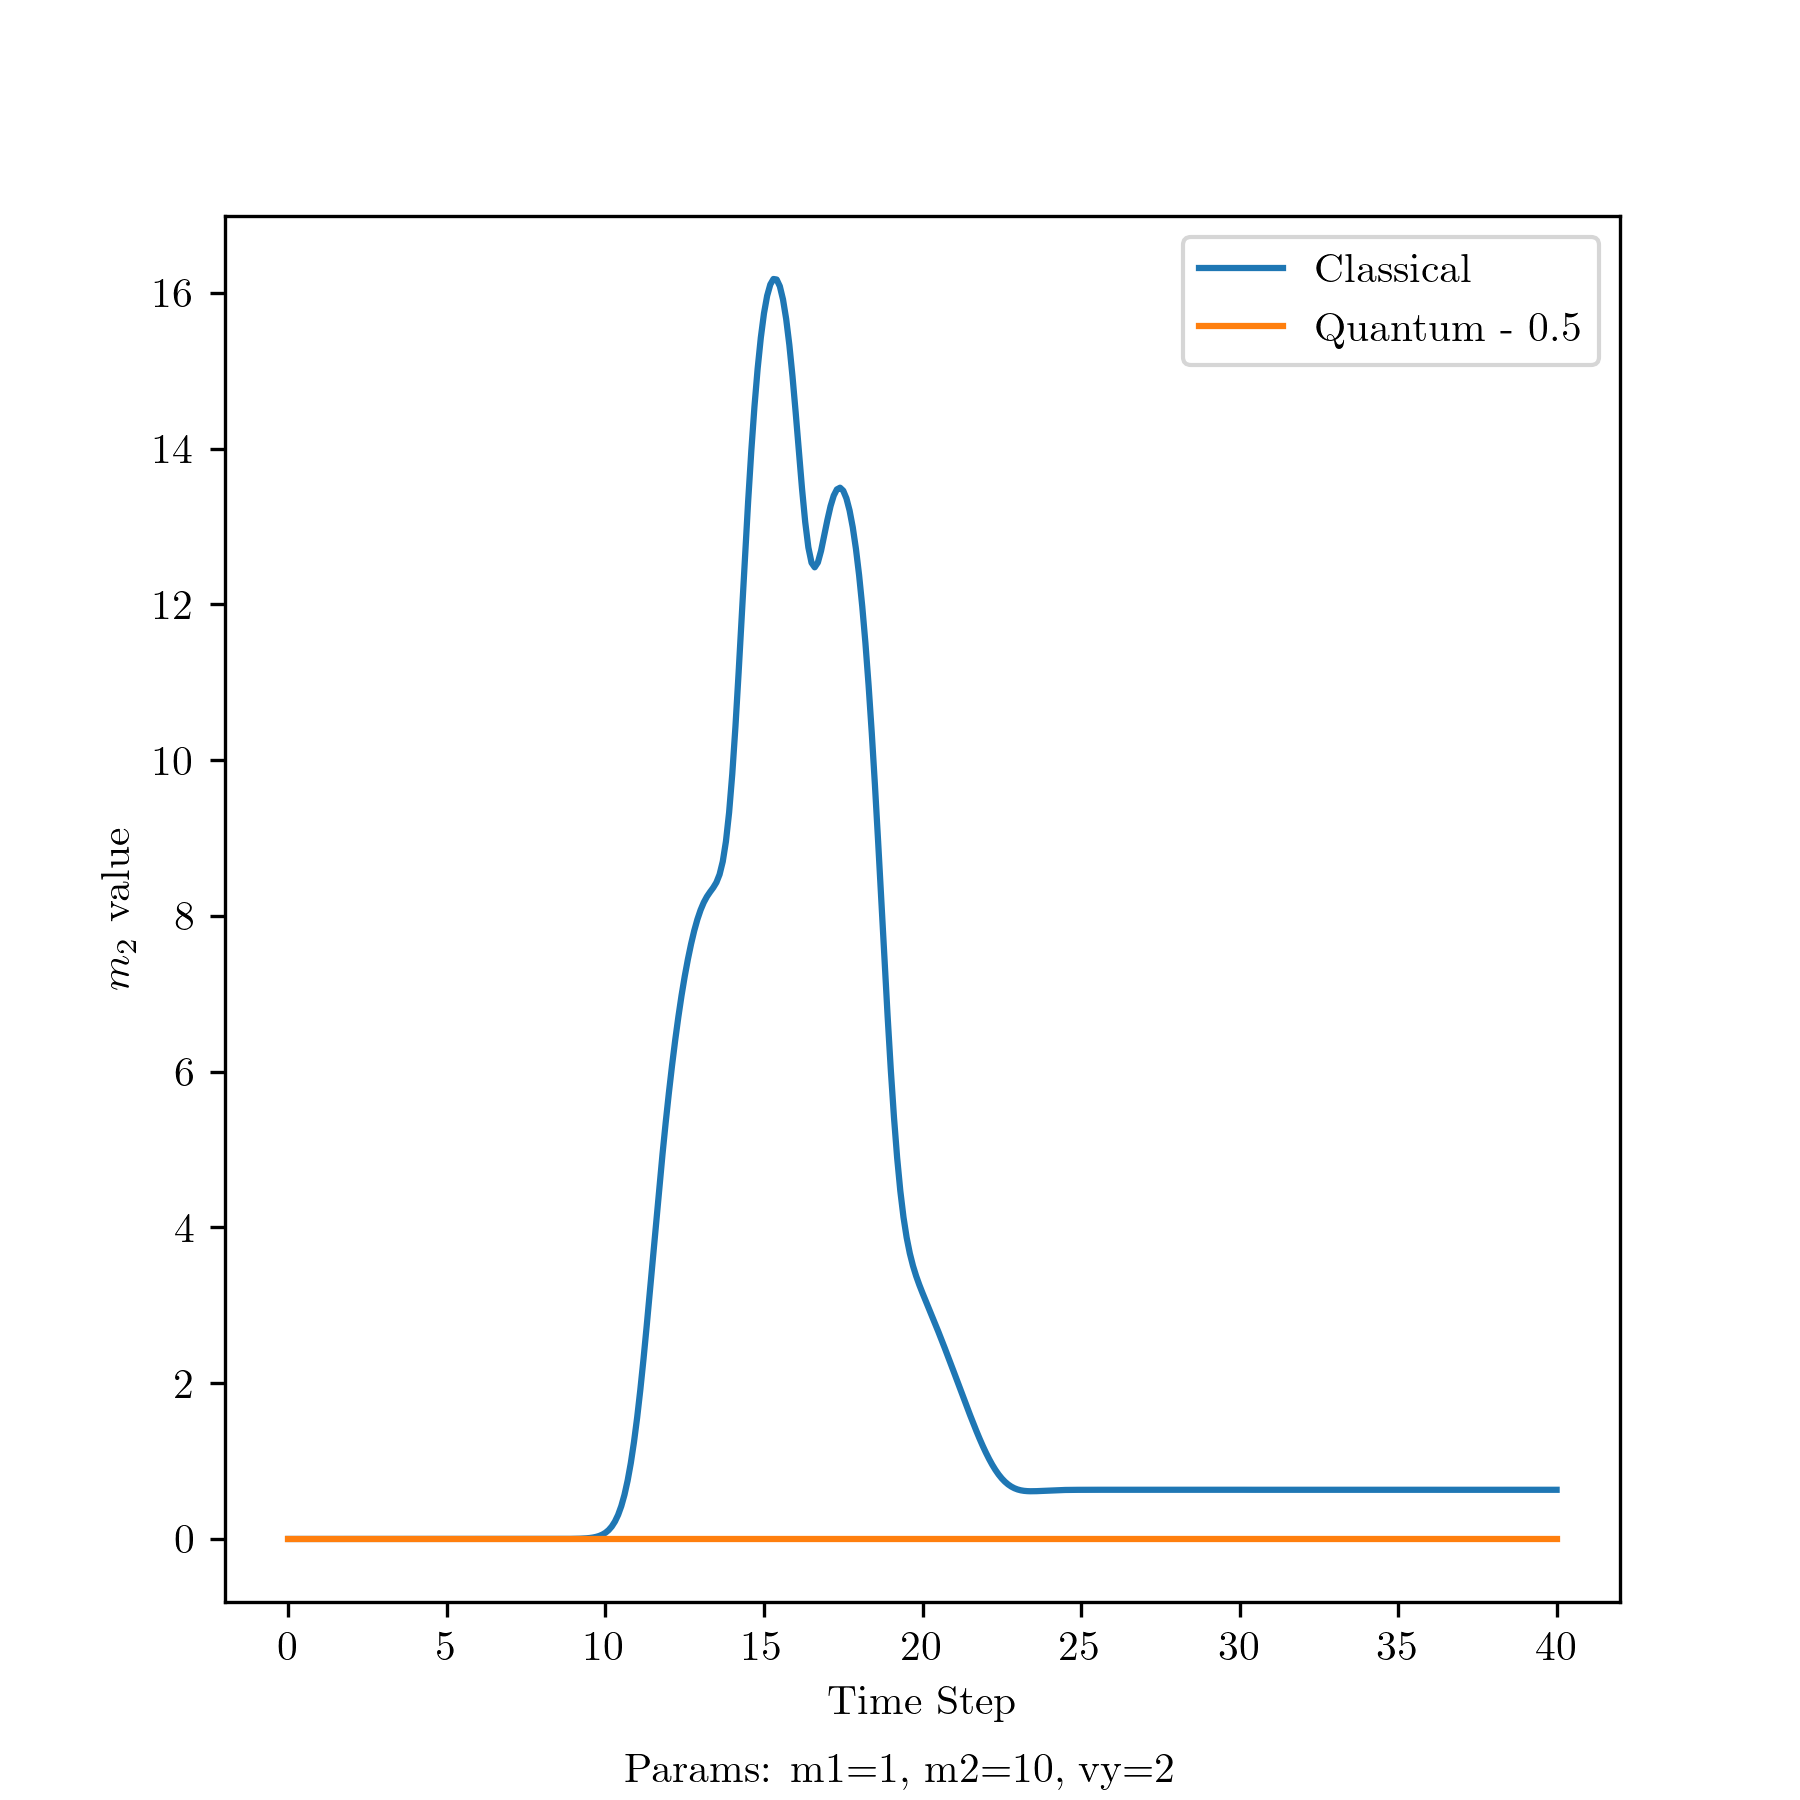 Classical
Quantum - 0.5
16
14
12
10
8
6
4
2
0
m₂ value
0 5 10 15 20 25 30 35 40
Time Step
Params: m1=1, m2=10, vy=2